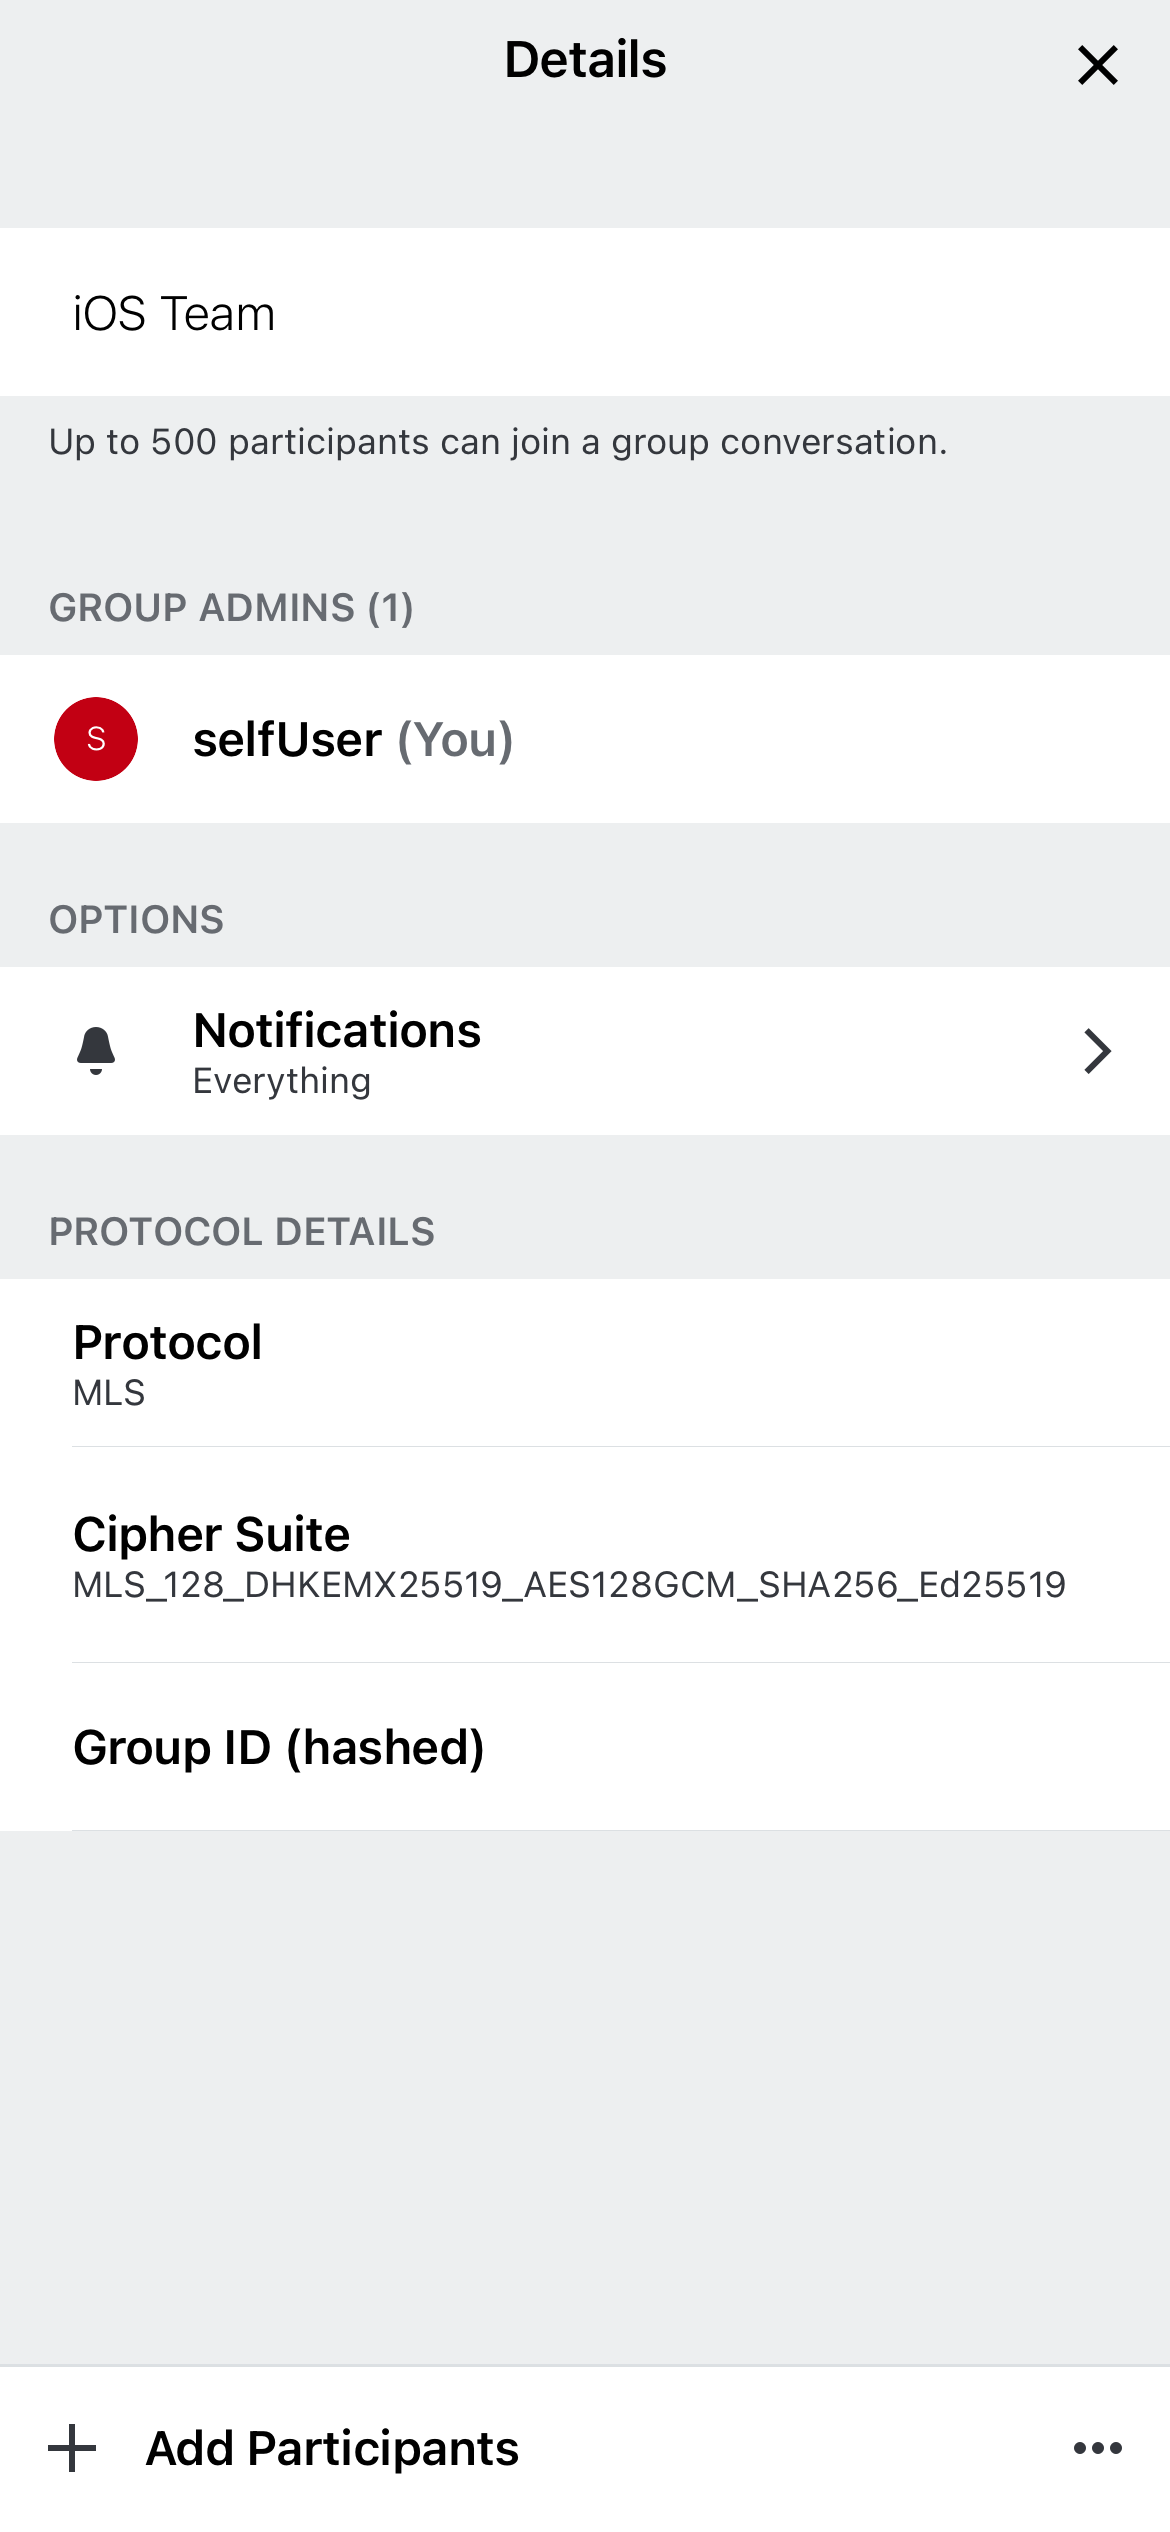 Details
iOS Team
Up to 500 participants can join a group conversation.
GROUP ADMINS (1)
S
selfUser (You)
OPTIONS
Notifications
Everything
PROTOCOL DETAILS
Protocol
MLS
Cipher Suite
MLS_128_DHKEMX25519_AES128GCM_SHA256_Ed25519
Group ID (hashed)
Add Participants